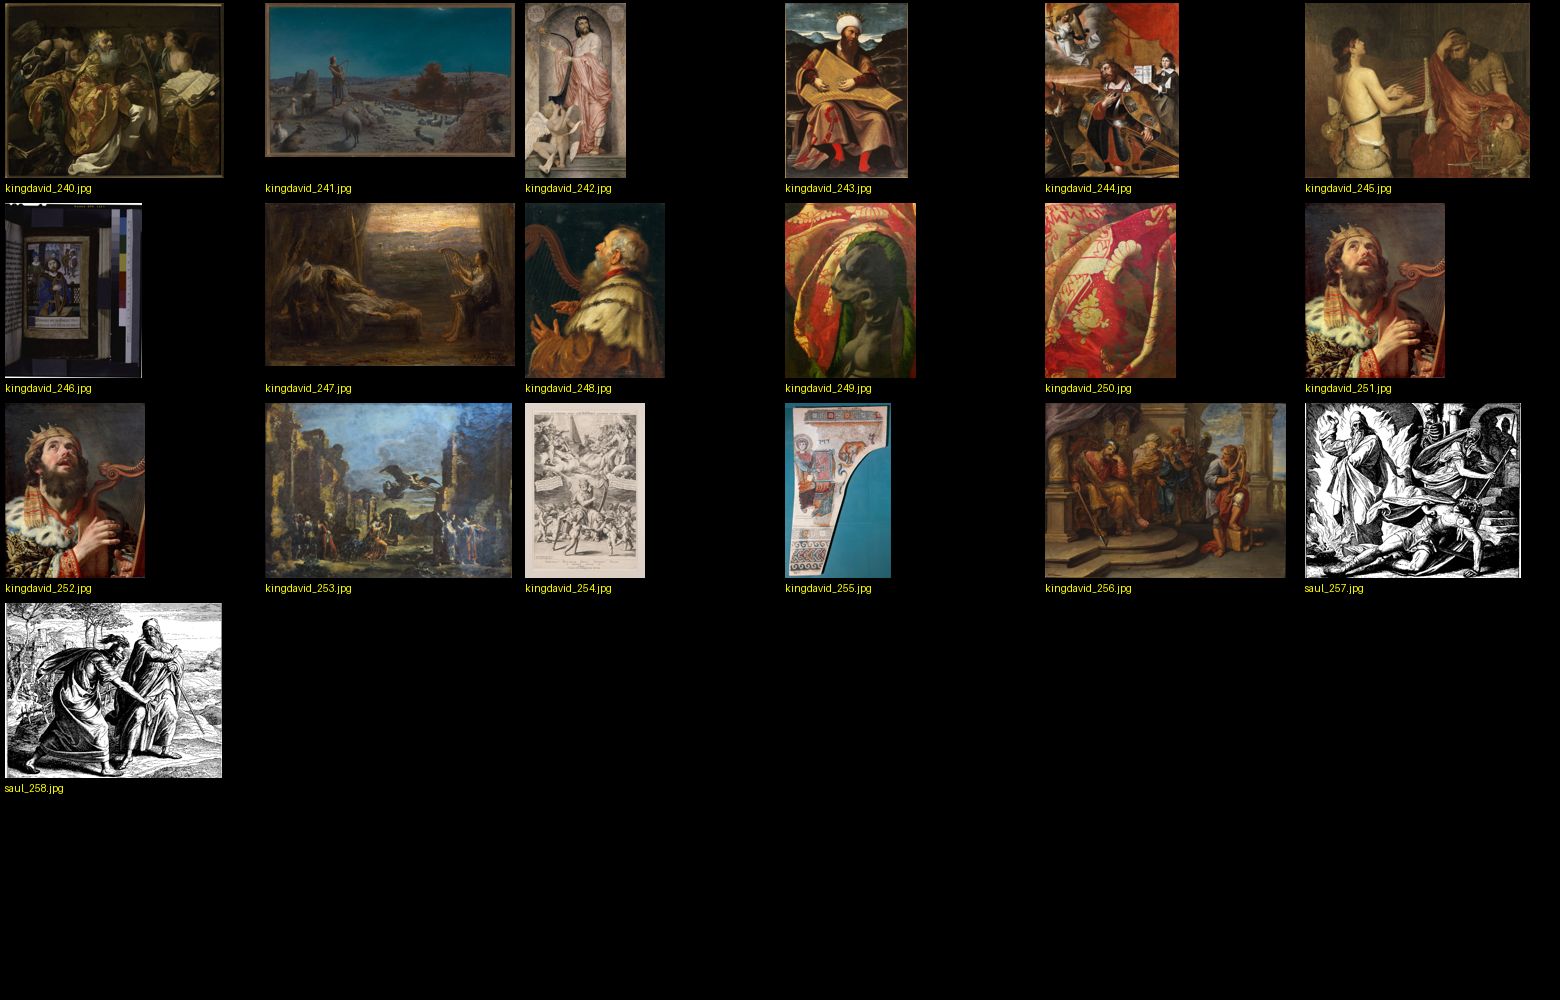 kingdavid_240.jpg
kingdavid_241.jpg
kingdavid_242.jpg
kingdavid_243.jpg
kingdavid_244.jpg
kingdavid_245.jpg
kingdavid_246.jpg
kingdavid_247.jpg
kingdavid_248.jpg
kingdavid_249.jpg
kingdavid_250.jpg
kingdavid_251.jpg
kingdavid_252.jpg
kingdavid_253.jpg
kingdavid_254.jpg
kingdavid_255.jpg
kingdavid_256.jpg
saul_257.jpg
saul_258.jpg